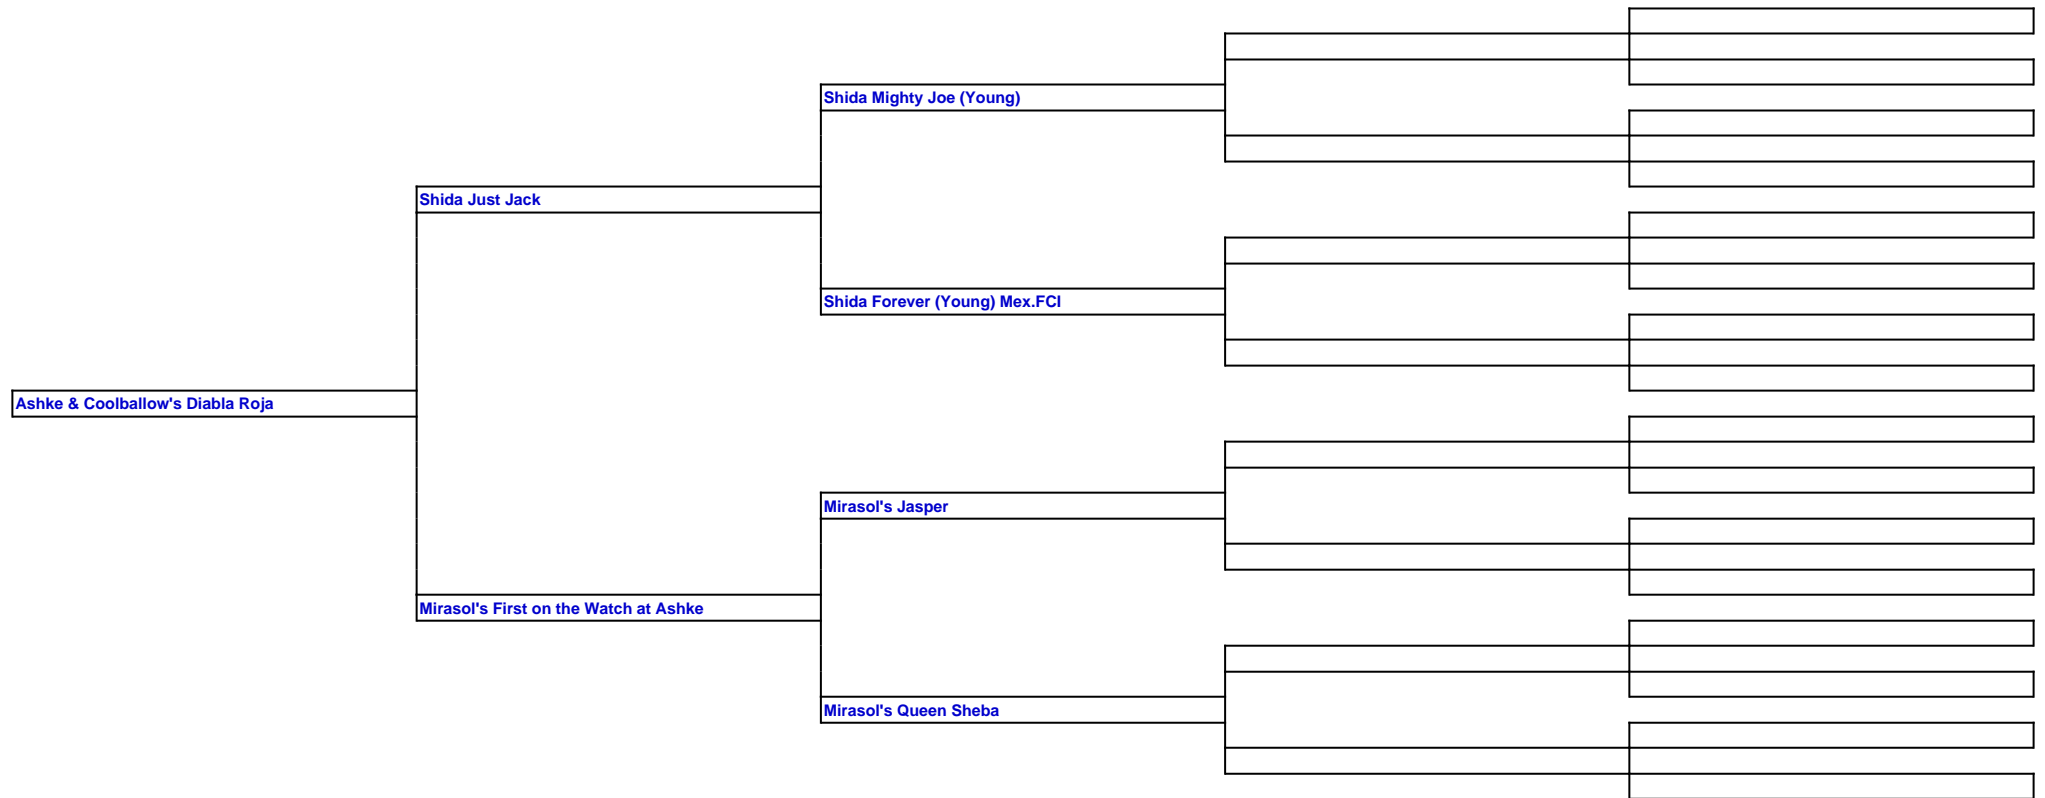 Shida Mighty Joe (Young)
Shida Just Jack
Shida Forever (Young) Mex.FCI
Ashke & Coolballow's Diabla Roja
Mirasol's Jasper
Mirasol's First on the Watch at Ashke
Mirasol's Queen Sheba